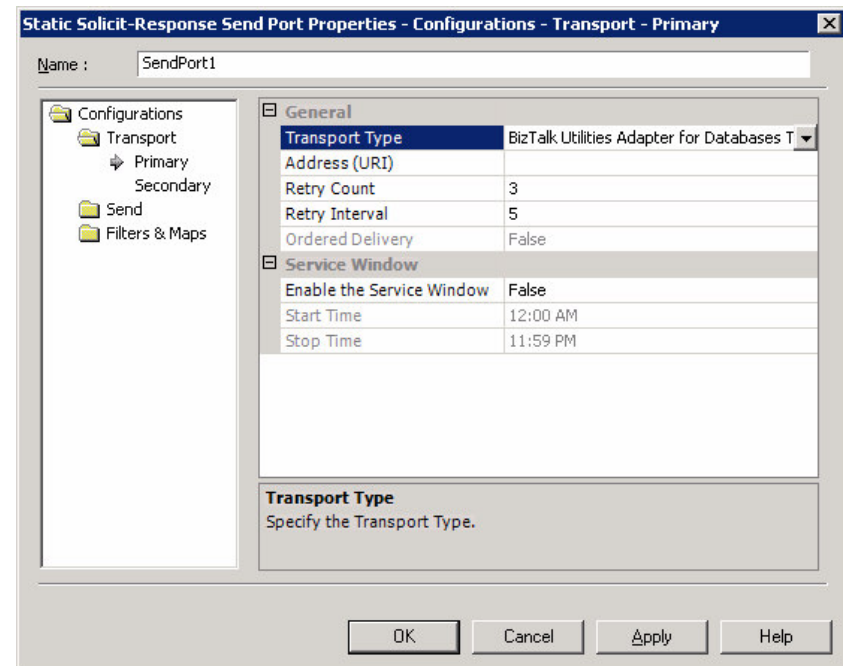 Static Solicit-Response Send Port Properties - Configurations - Transport - Primary
Name :
SendPort1
Configurations
Transport
Primary
Secondary
Send
Filters & Maps
General
Transport Type BizTalk Utilities Adapter for Databases T
Address (URI)
Retry Count 3
Retry Interval 5
Ordered Delivery False
Service Window
Enable the Service Window False
Start Time 12:00 AM
Stop Time 11:59 PM
Transport Type
Specify the Transport Type.
OK Cancel Apply Help